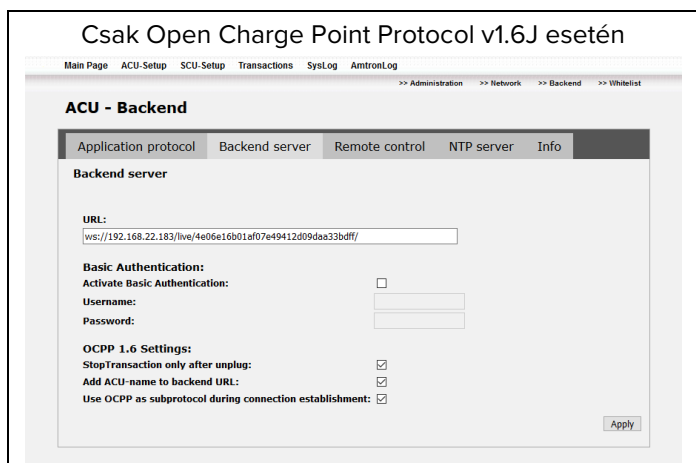 Csak Open Charge Point Protocol v1.6J esetén
Main Page ACU-Setup SCU-Setup Transactions SysLog AmtronLog
>> Administration >> Network >> Backend >> Whitelist
ACU - Backend
Application protocol Backend server Remote control NTP server Info
Backend server
URL:
ws://192.168.22.183/live/4e06e16b01af07e49412d09daa33bdff/
Basic Authentication:
Activate Basic Authentication:
Username:
Password:
OCPP 1.6 Settings:
StopTransaction only after unplug:
Add ACU-name to backend URL:
Use OCPP as subprotocol during connection establishment:
Apply